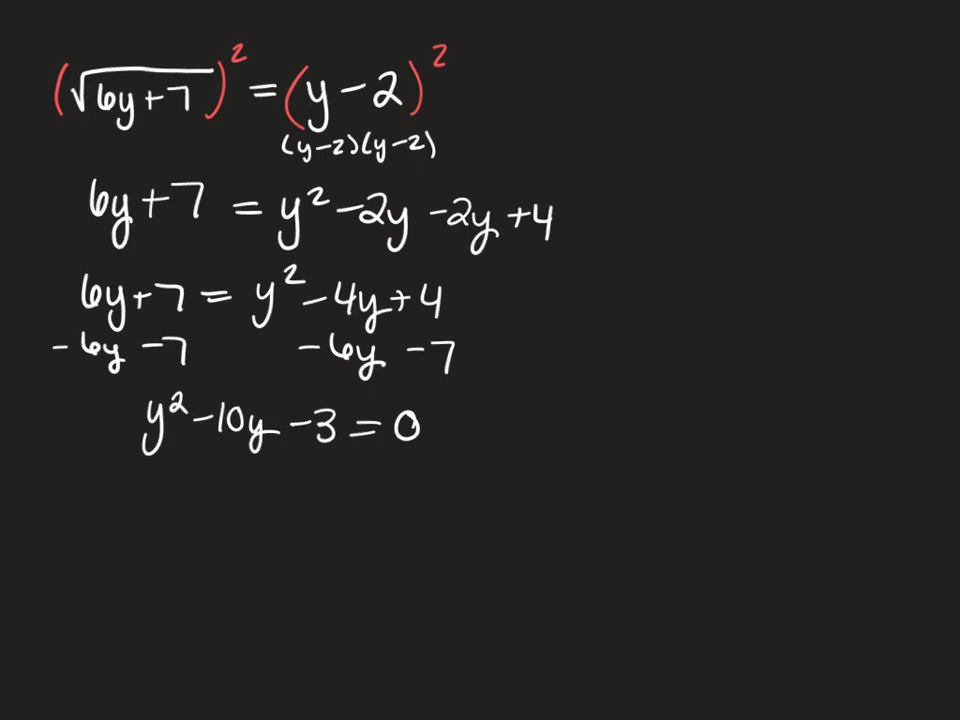 (√6y+7)² = (y-2)²
(y-2)(y-2)
6y+7 = y² -2y -2y +4
6y+7 = y² -4y+4
-6y -7 -6y -7
y² -10y -3 = 0